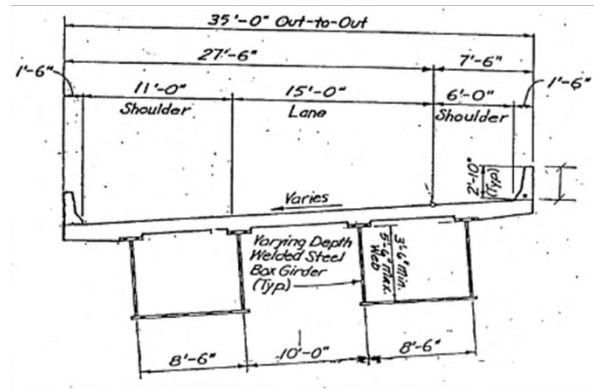 35'-0" Out-to-Out
27'-6"
7'-6"
1'-6"
11'-0"
15'-0"
6'-0"
1'-6"
Shoulder
Lane
Shoulder
2'-10"
(Typ)
Varies
Varying Depth
Welded Steel
Box Girder
(Typ)
3'-6" Min.
5'-6" Max.
Web
8'-6"
10'-0"
8'-6"